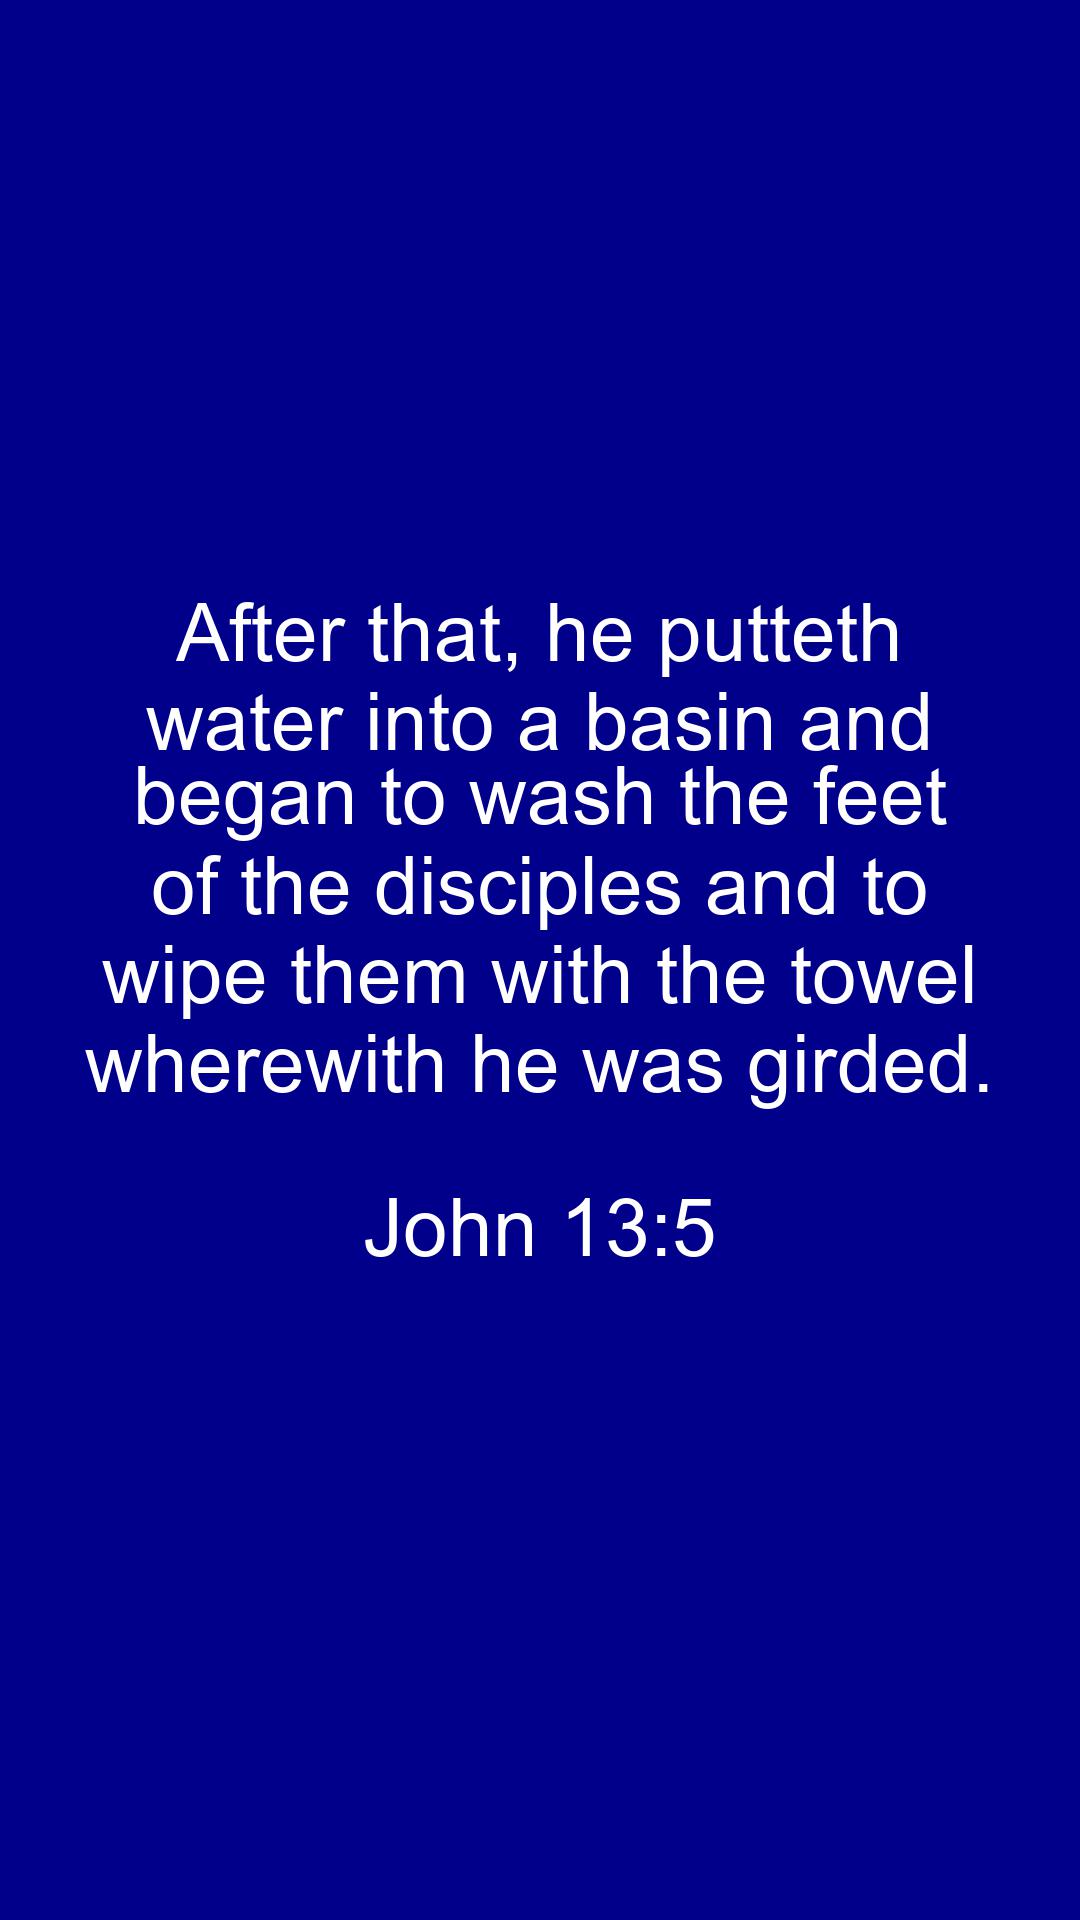 After that, he putteth
water into a basin and
began to wash the feet
of the disciples and to
wipe them with the towel
wherewith he was girded.
John 13:5